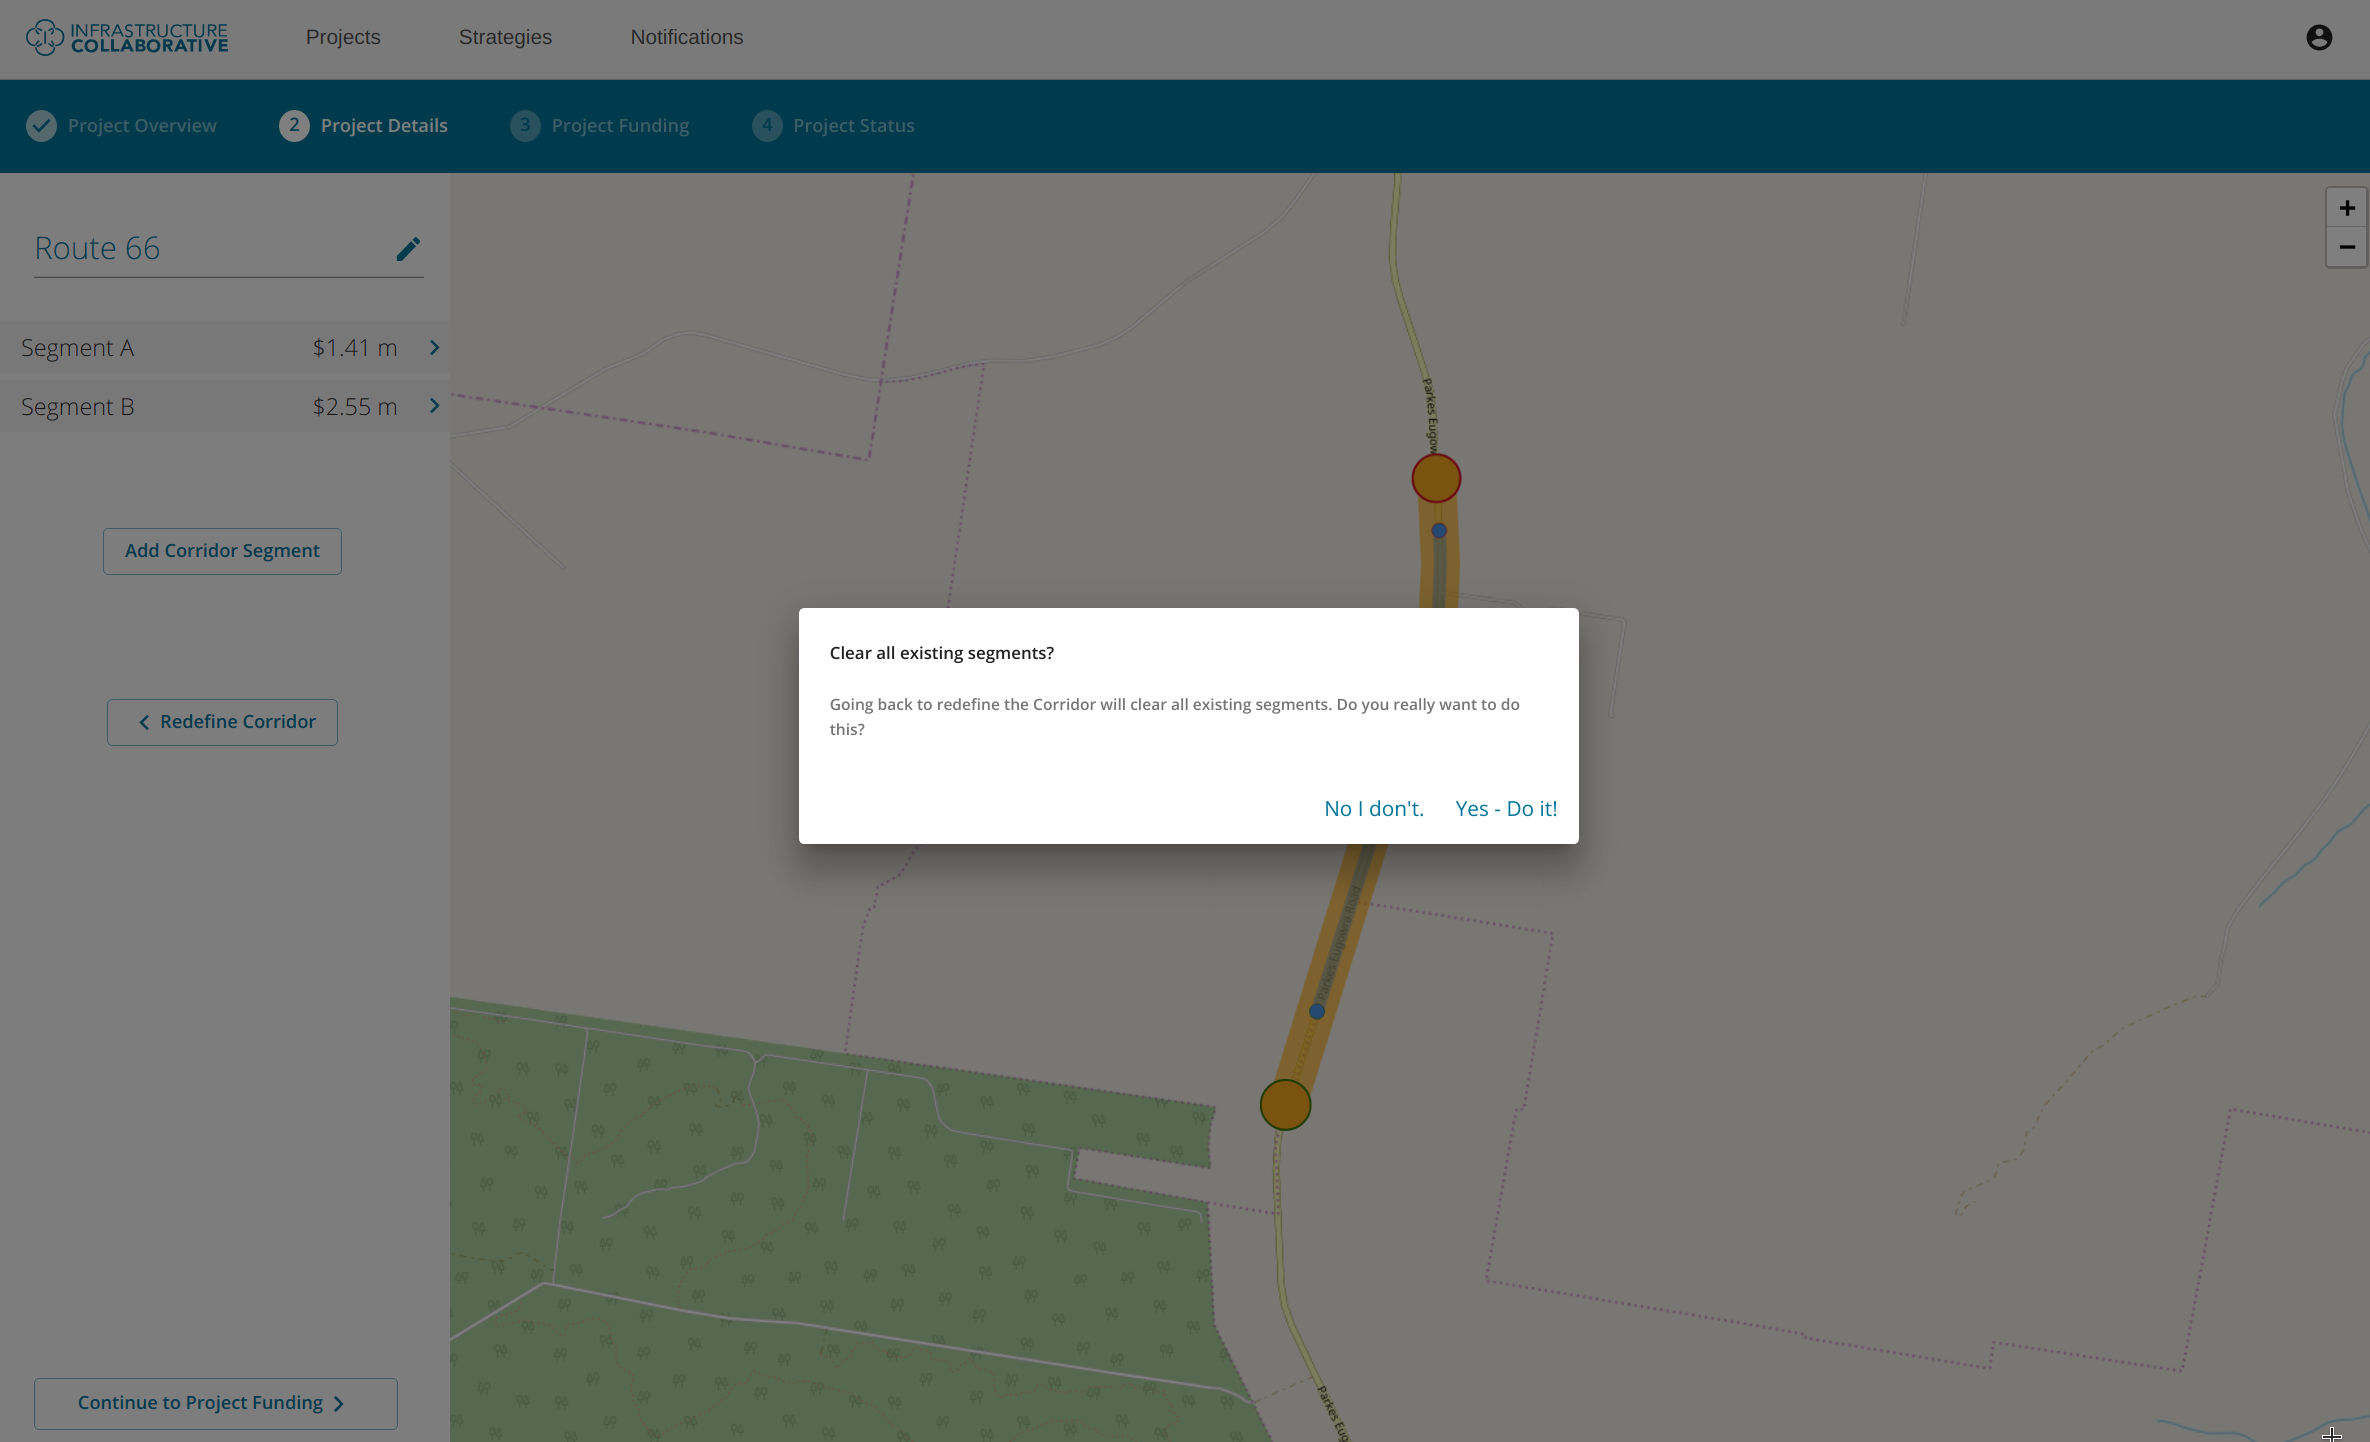 INFRASTRUCTURE
COLLABORATIVE
Projects
Strategies
Notifications
Project Overview
2 Project Details
3 Project Funding
4 Project Status
Route 66
+
−
Segment A $1.41 m
Segment B $2.55 m
Parkes Eugow
Add Corridor Segment
Clear all existing segments?
Going back to redefine the Corridor will clear all existing segments. Do you really want to do
this?
Redefine Corridor
No I don't. Yes - Do it!
Parkes Eugowra Road
Continue to Project Funding
Parkes Eug